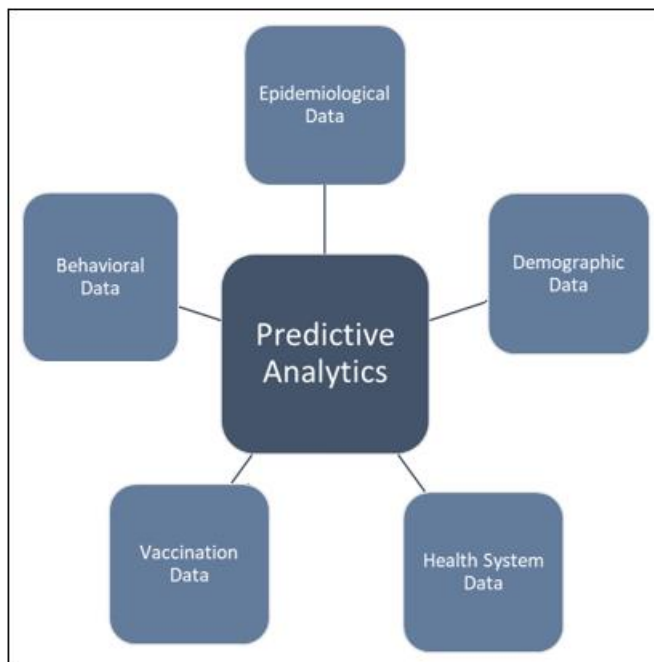 Epidemiological
Data
Behavioral
Data
Demographic
Data
Predictive
Analytics
Vaccination
Data
Health System
Data